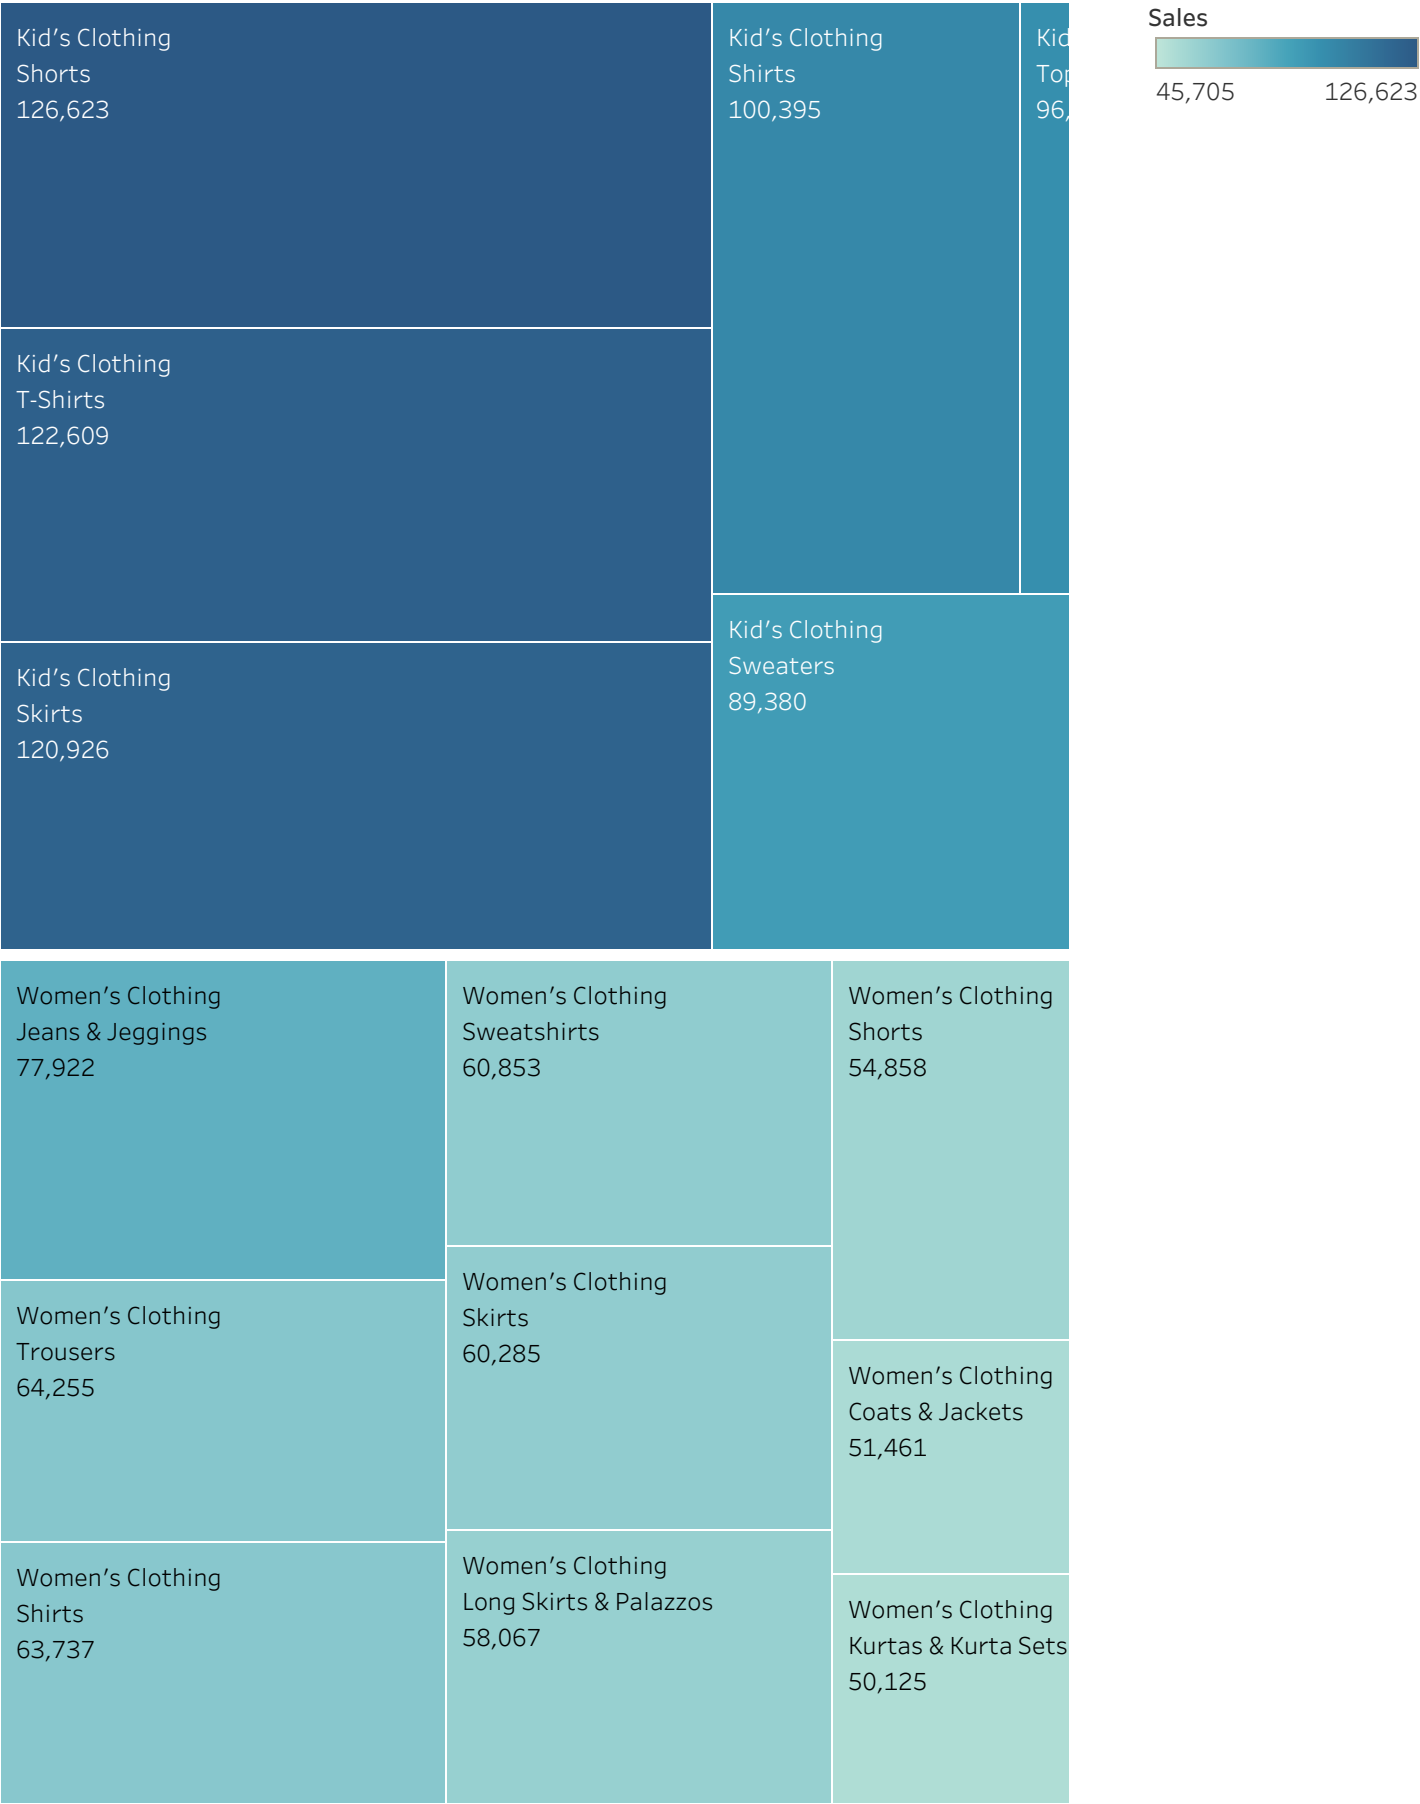 Kid's Clothing
Shorts
126,623
Kid's Clothing
Shirts
100,395
Kid
96,
Sales
45,705 126,623
Kid's Clothing
T-Shirts
122,609
Kid's Clothing
Sweaters
89,380
Kid's Clothing
Skirts
120,926
Women's Clothing
Jeans & Jeggings
77,922
Women's Clothing
Sweatshirts
60,853
Women's Clothing
Shorts
54,858
Women's Clothing
Trousers
64,255
Women's Clothing
Skirts
60,285
Women's Clothing
Coats & Jackets
51,461
Women's Clothing
Shirts
63,737
Women's Clothing
Long Skirts & Palazzos
58,067
Women's Clothing
Kurtas & Kurta Sets
50,125